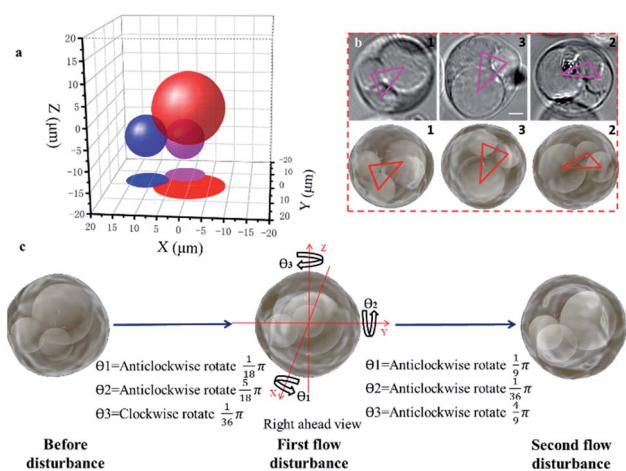 a
20
15
10
5
0
-5
-10
-15
-20
Z
(µm)
20 15 10 5 0 -5 -10 -15 -20
X (µm)
-20
-10
0
10
20
Y (µm)
b
1 3 2
1 3 2
c
Z
Θ3
Θ2
Y
X
Θ1
Θ1=Anticlockwise rotate 1/18 π
Θ2=Anticlockwise rotate 5/18 π
Θ3=Clockwise rotate 1/36 π
Θ1=Anticlockwise rotate 1/9 π
Θ2=Anticlockwise rotate 1/36 π
Θ3=Anticlockwise rotate 4/9 π
Right ahead view
Before
disturbance
First flow
disturbance
Second flow
disturbance